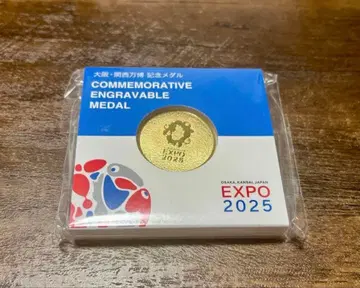 大阪・関西万博 記念メダル
COMMEMORATIVE
ENGRAVABLE
MEDAL
EXPO
2025
OSAKA, KANSAI, JAPAN
EXPO
2025